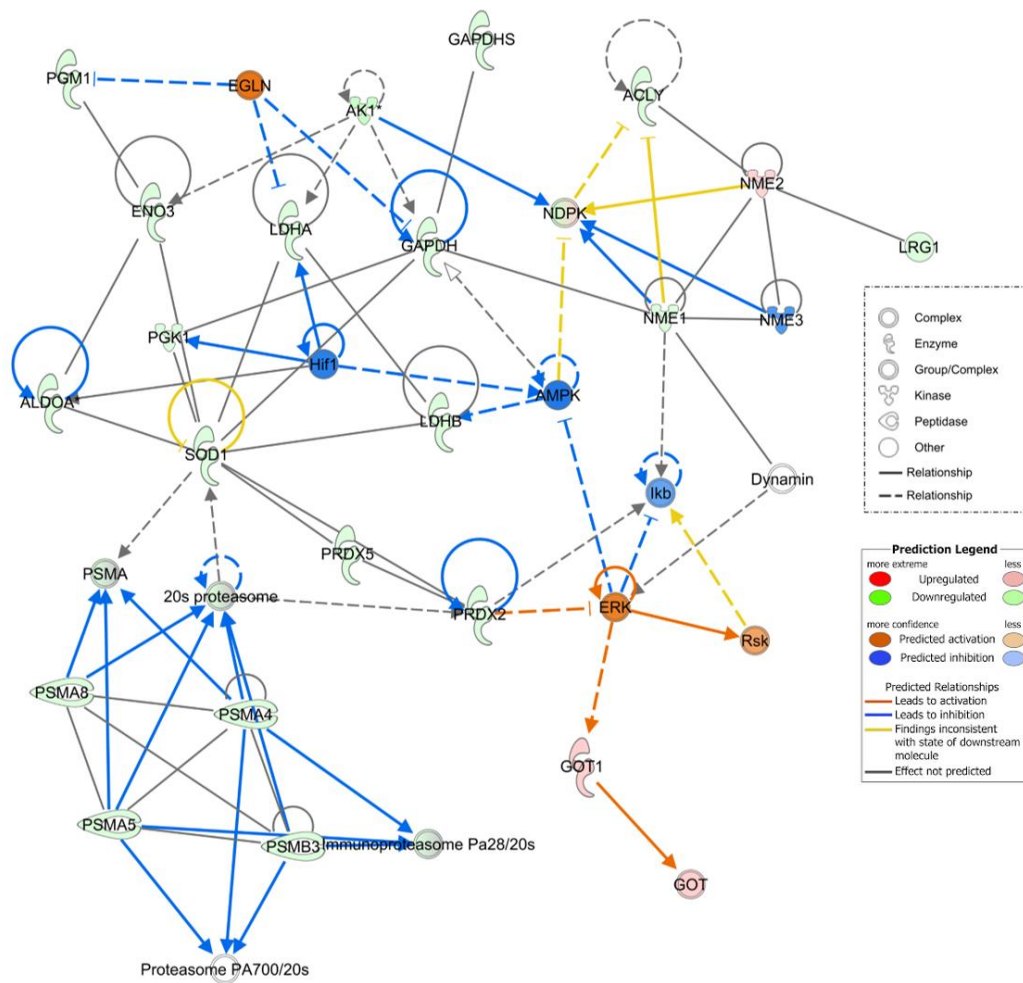 GAPDHS
PGM1
EGLN
AK1*
ACLY
NME2
ENO3
LDHA
GAPDH
NDPK
LRG1
PGK1
Hif1
NME1
NME3
ALDOA*
AMPK
LDHB
SOD1
Ikb
Dynamin
PRDX5
PSMA
20s proteasome
PRDX2
ERK
Rsk
PSMA8
PSMA4
GOT1
PSMA5
PSMB3
Immunoproteasome Pa28/20s
GOT
Proteasome PA700/20s
Complex
Enzyme
Group/Complex
Kinase
Peptidase
Other
Relationship
Relationship
Prediction Legend
more extreme less
Upregulated
Downregulated
more confidence less
Predicted activation
Predicted inhibition
Predicted Relationships
Leads to activation
Leads to inhibition
Findings inconsistent
with state of downstream
molecule
Effect not predicted